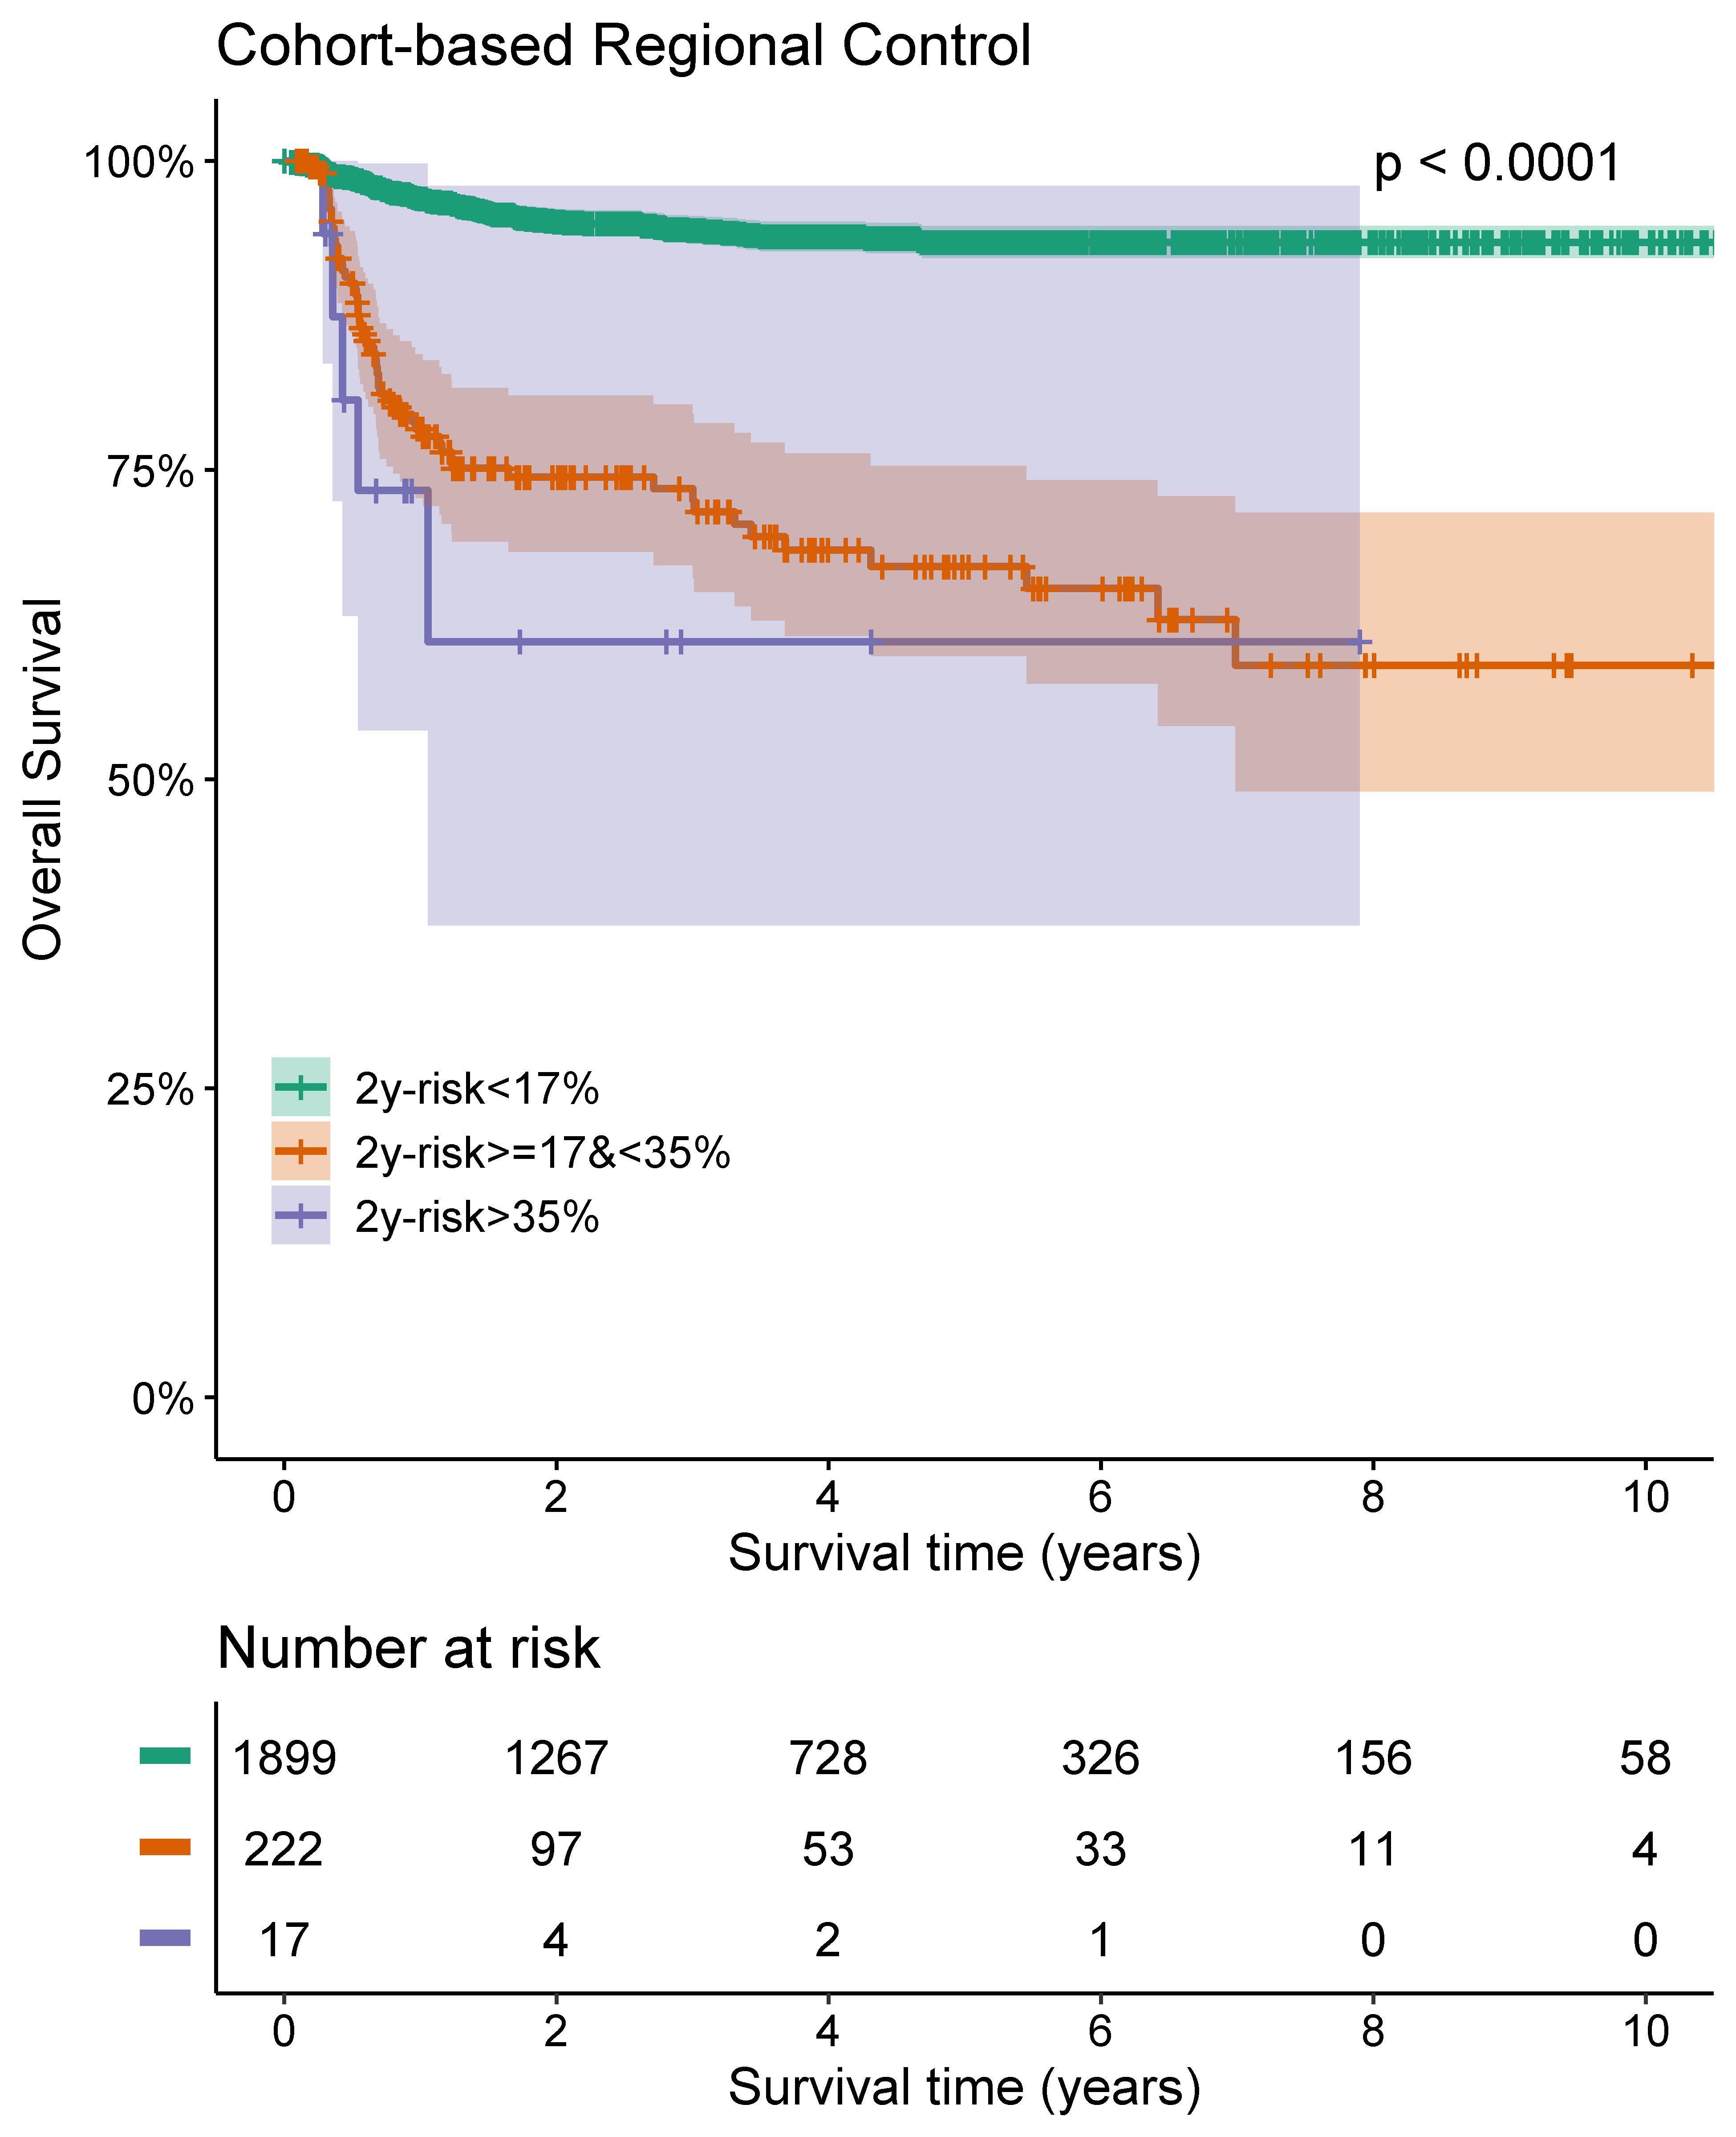 Cohort-based Regional Control
p < 0.0001
100%
75%
50%
25%
0%
Overall Survival
2y-risk<17%
2y-risk>=17&<35%
2y-risk>35%
0 2 4 6 8 10
Survival time (years)
Number at risk
1899 1267 728 326 156 58
222 97 53 33 11 4
17 4 2 1 0 0
0 2 4 6 8 10
Survival time (years)